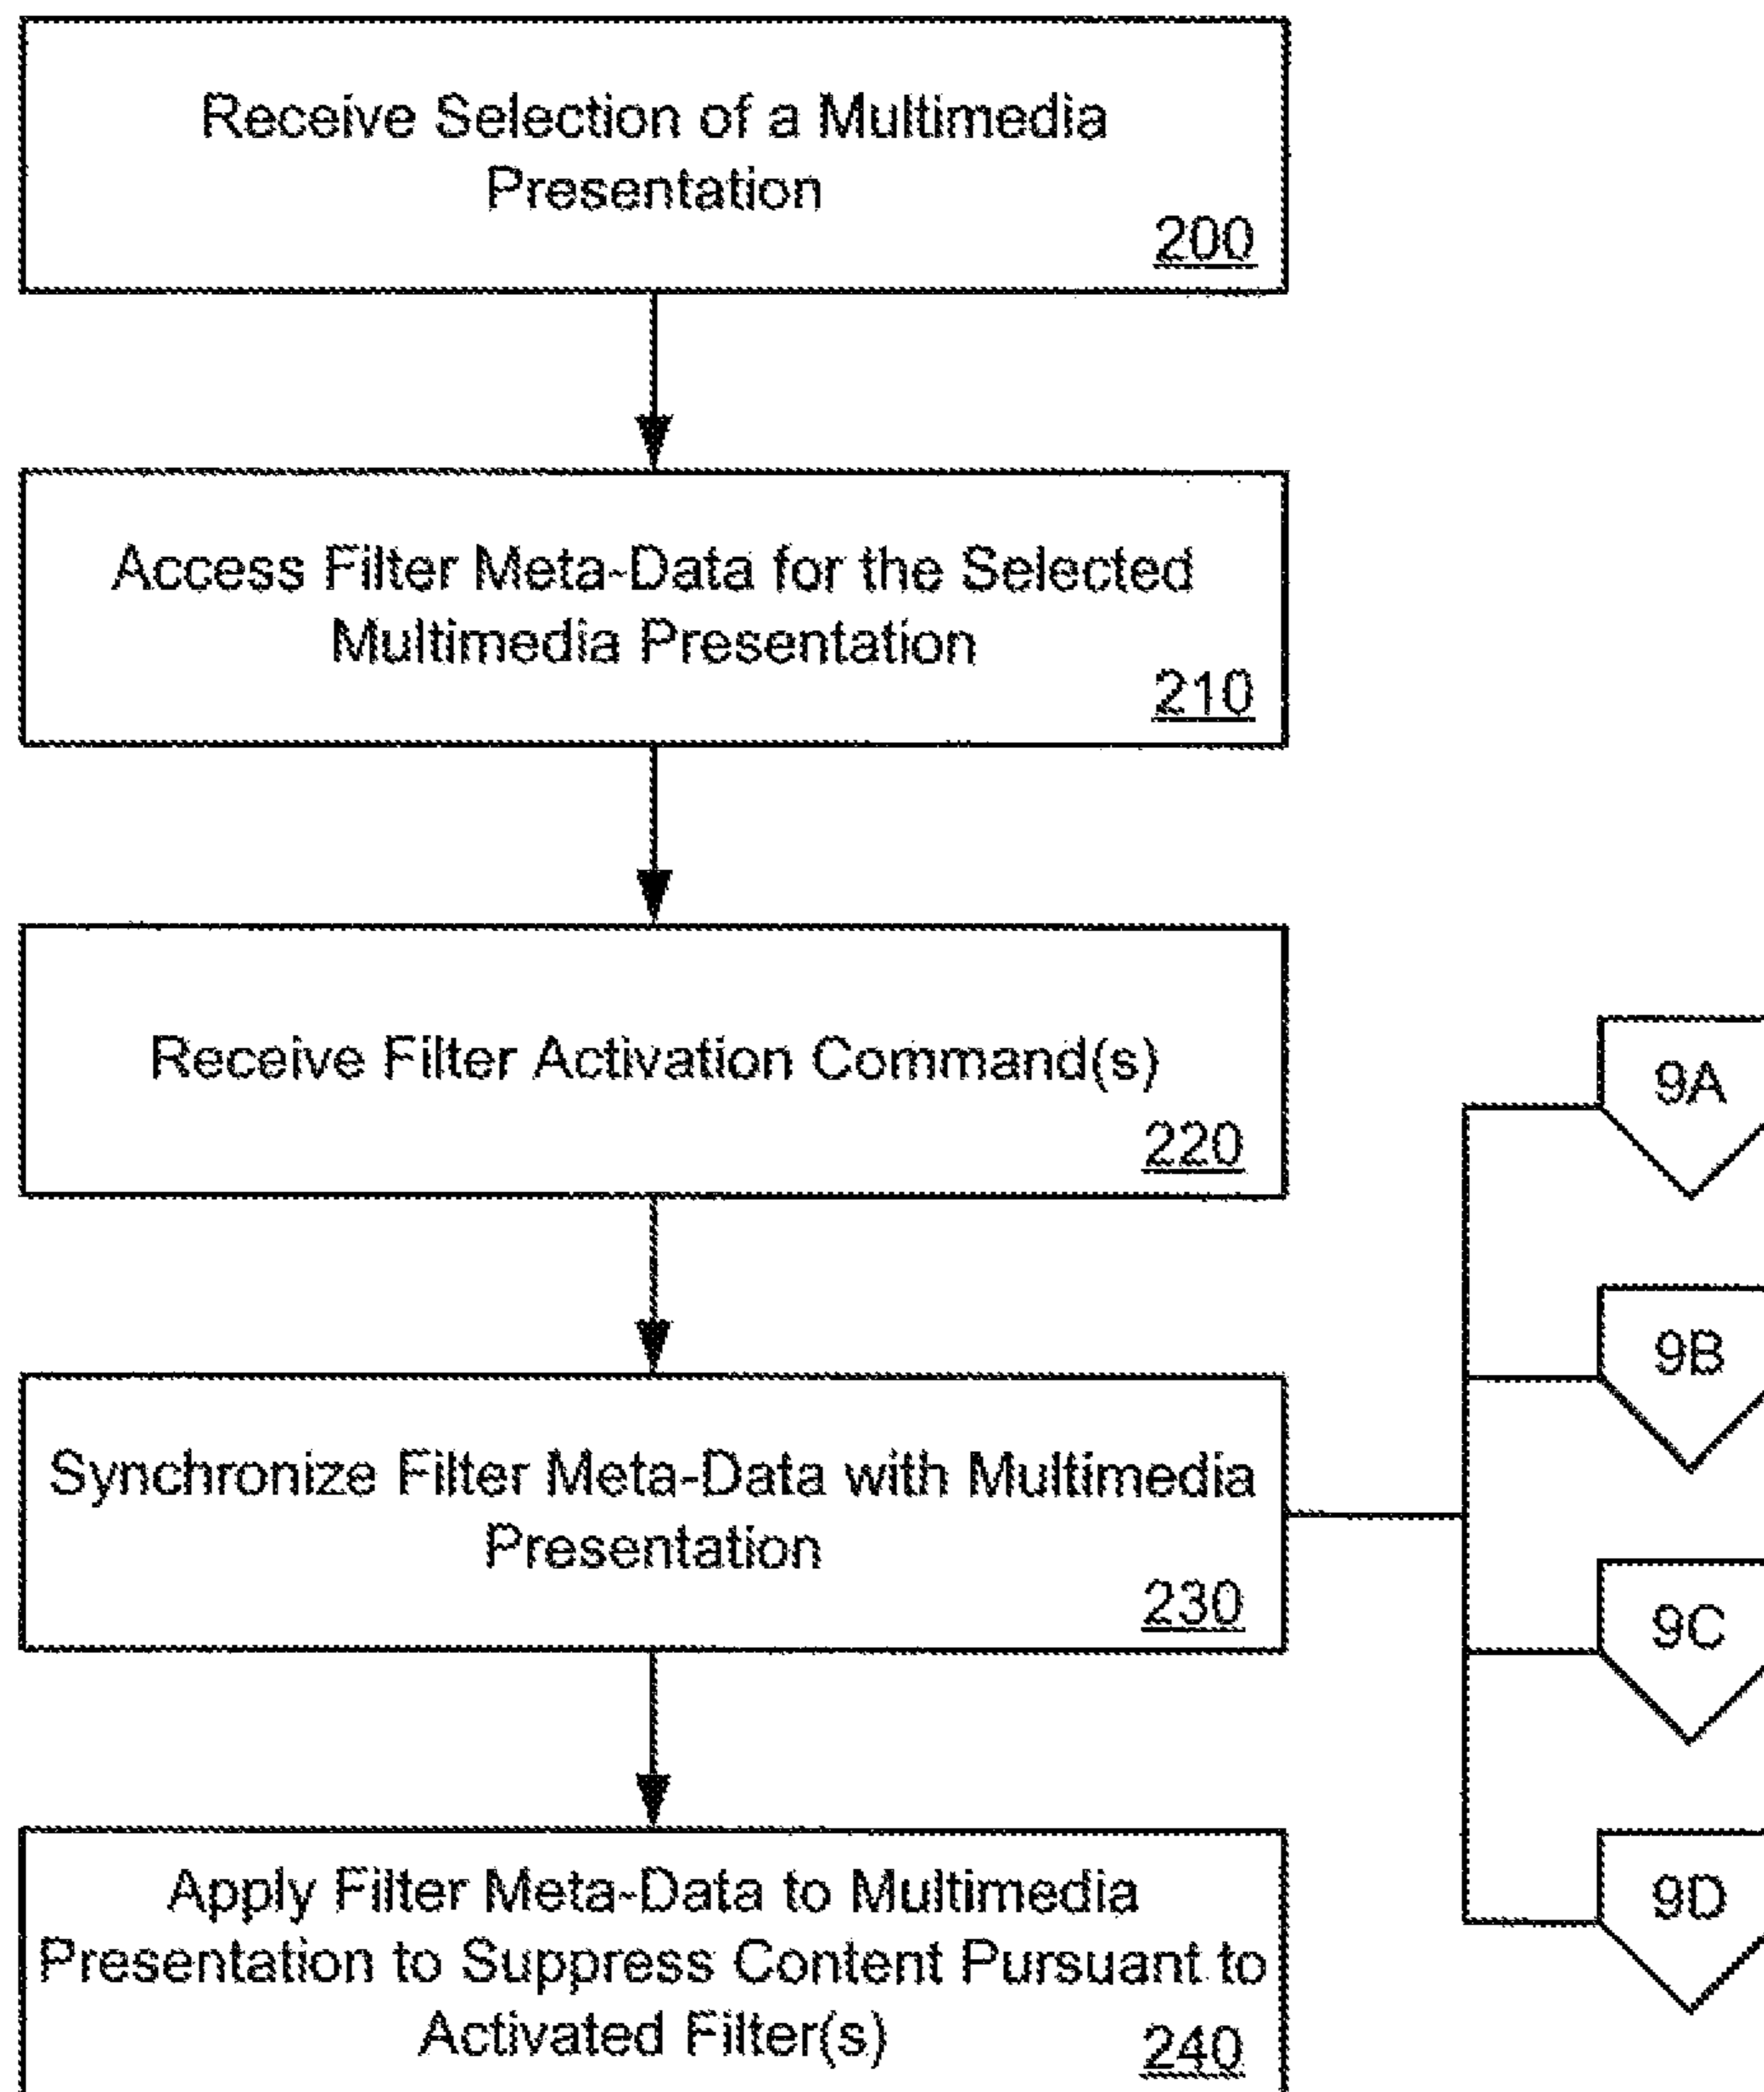 Receive Selection of a Multimedia
Presentation
200
Access Filter Meta-Data for the Selected
Multimedia Presentation
210
Receive Filter Activation Command(s)
220
9A
9B
Synchronize Filter Meta-Data with Multimedia
Presentation
230
9C
9D
Apply Filter Meta-Data to Multimedia
Presentation to Suppress Content Pursuant to
Activated Filter(s)
240